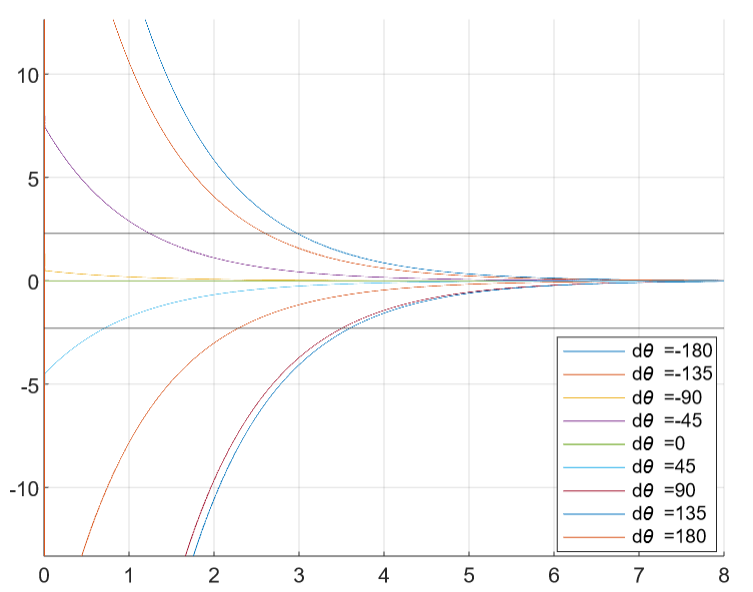 10
5
0
-5
-10
0 1 2 3 4 5 6 7 8
d𝜽 =-180
d𝜽 =-135
d𝜽 =-90
d𝜽 =-45
d𝜽 =0
d𝜽 =45
d𝜽 =90
d𝜽 =135
d𝜽 =180